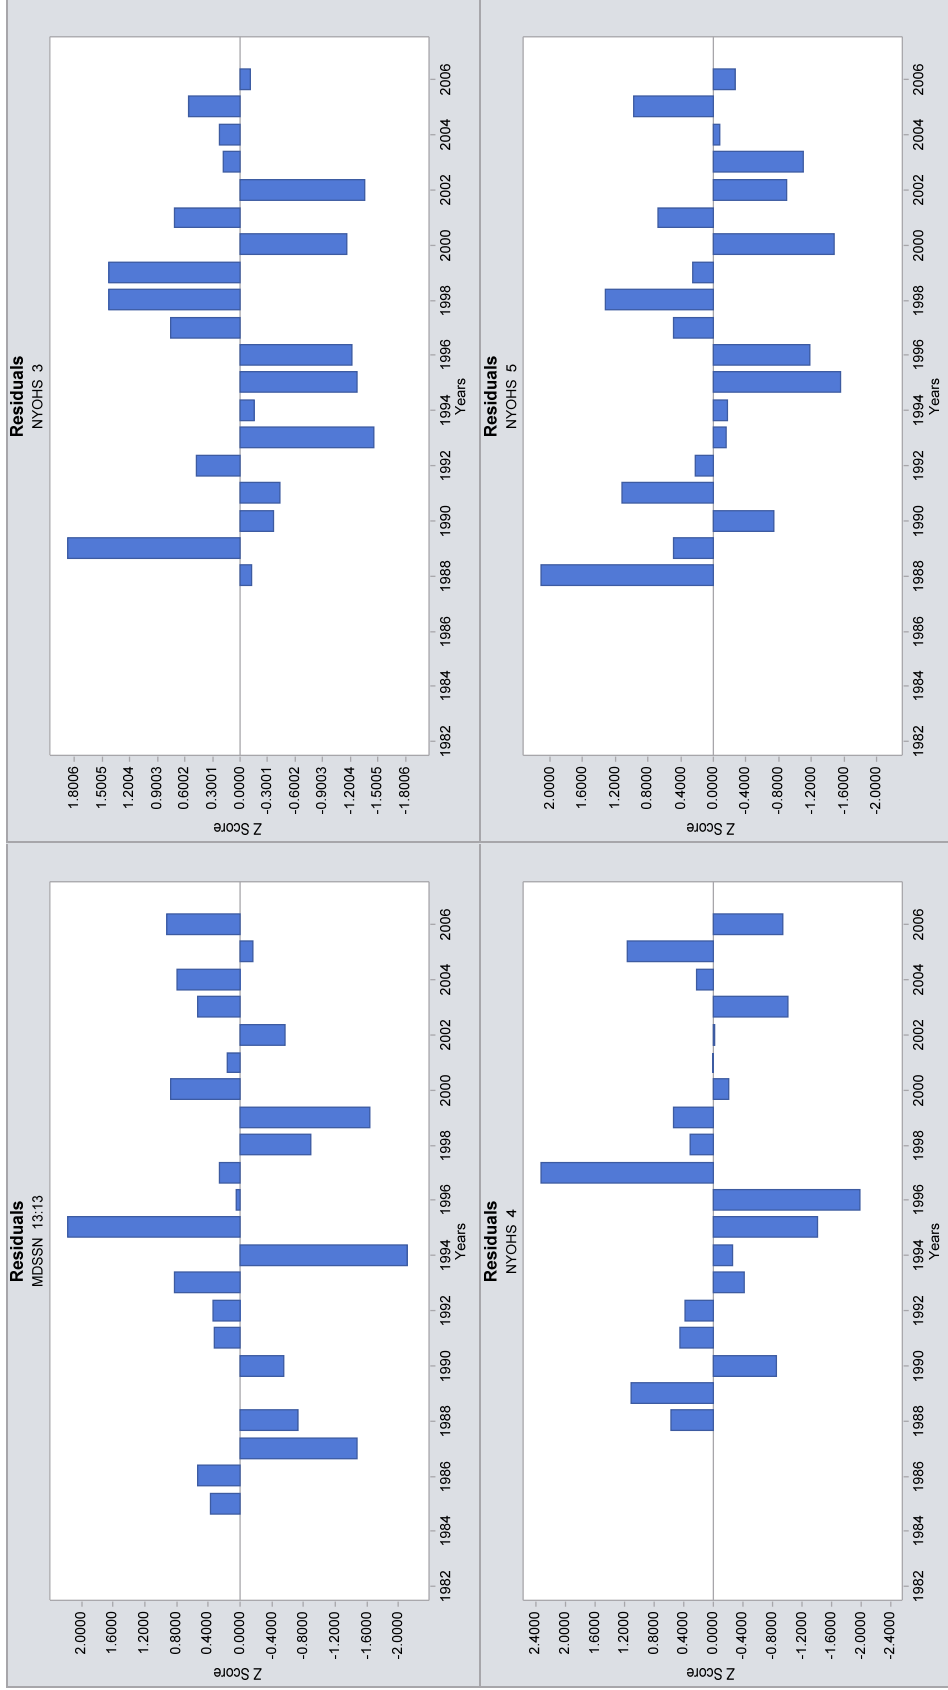 Residuals
MDSSN 13:13
Z Score
2.0000
1.6000
1.2000
0.8000
0.4000
0.0000
-0.4000
-0.8000
-1.2000
-1.6000
-2.0000
1982 1984 1986 1988 1990 1992 1994 1996 1998 2000 2002 2004 2006
Years
Residuals
NYOHS 3
Z Score
1.8006
1.5005
1.2004
0.9003
0.6002
0.3001
0.0000
-0.3001
-0.6002
-0.9003
-1.2004
-1.5005
-1.8006
1982 1984 1986 1988 1990 1992 1994 1996 1998 2000 2002 2004 2006
Years
Residuals
NYOHS 4
Z Score
2.4000
2.0000
1.6000
1.2000
0.8000
0.4000
0.0000
-0.4000
-0.8000
-1.2000
-1.6000
-2.0000
-2.4000
1982 1984 1986 1988 1990 1992 1994 1996 1998 2000 2002 2004 2006
Years
Residuals
NYOHS 5
Z Score
2.0000
1.6000
1.2000
0.8000
0.4000
0.0000
-0.4000
-0.8000
-1.2000
-1.6000
-2.0000
1982 1984 1986 1988 1990 1992 1994 1996 1998 2000 2002 2004 2006
Years